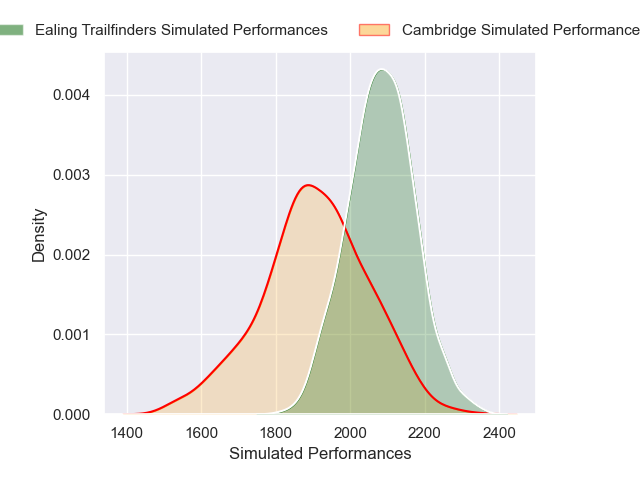 Ealing Trailfinders Simulated Performances Cambridge Simulated Performance
0.004
0.003
0.002
0.001
0.000
Density
1400 1600 1800 2000 2200 2400
Simulated Performances